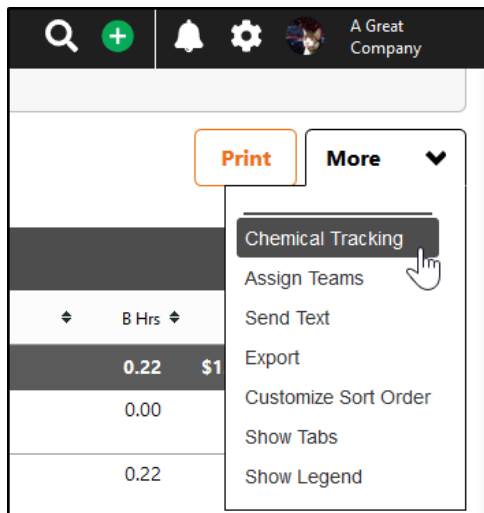 A Great
Company
Print
More
Chemical Tracking
Assign Teams
Send Text
Export
Customize Sort Order
Show Tabs
Show Legend
B Hrs
0.22
0.00
0.22